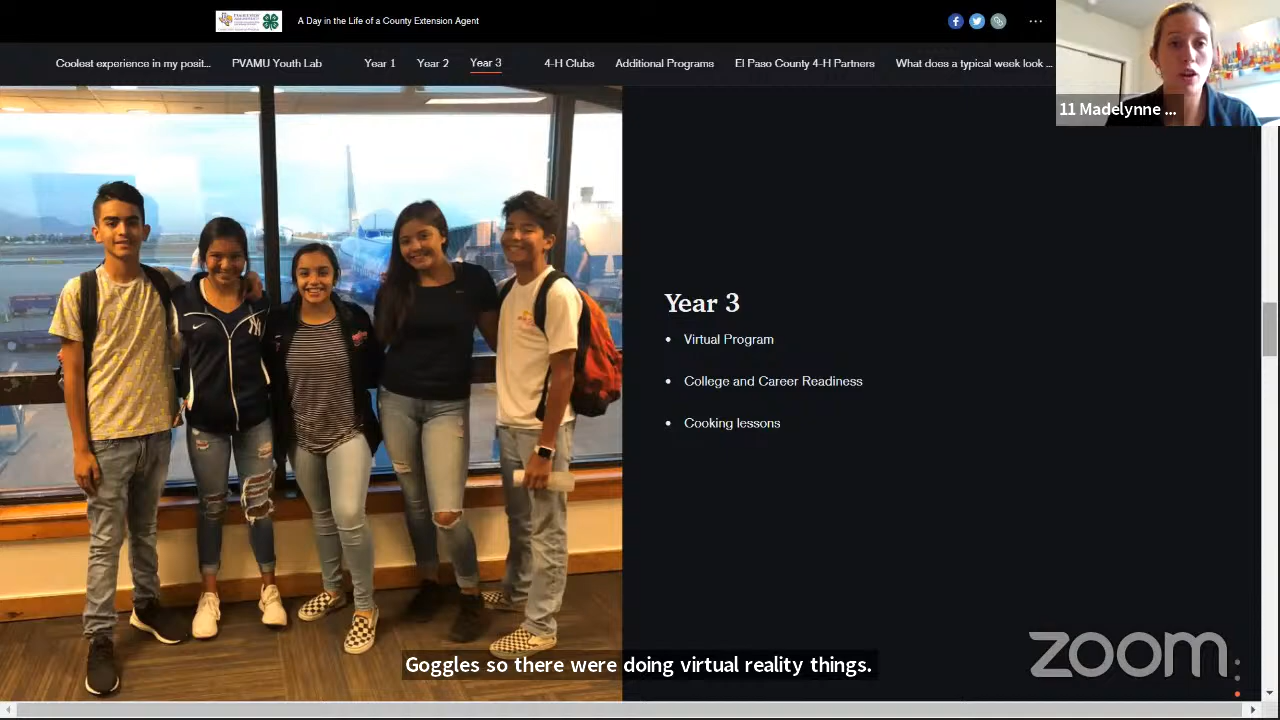 A Day in the Life of a County Extension Agent
Coolest experience in my posit...
PVAMU Youth Lab
Year 1
Year 2
Year 3
4-H Clubs
Additional Programs
El Paso County 4-H Partners
What does a typical week look ...
11 Madelynne ...
Year 3
• Virtual Program
• College and Career Readiness
• Cooking lessons
Goggles so there were doing virtual reality things.
zoom